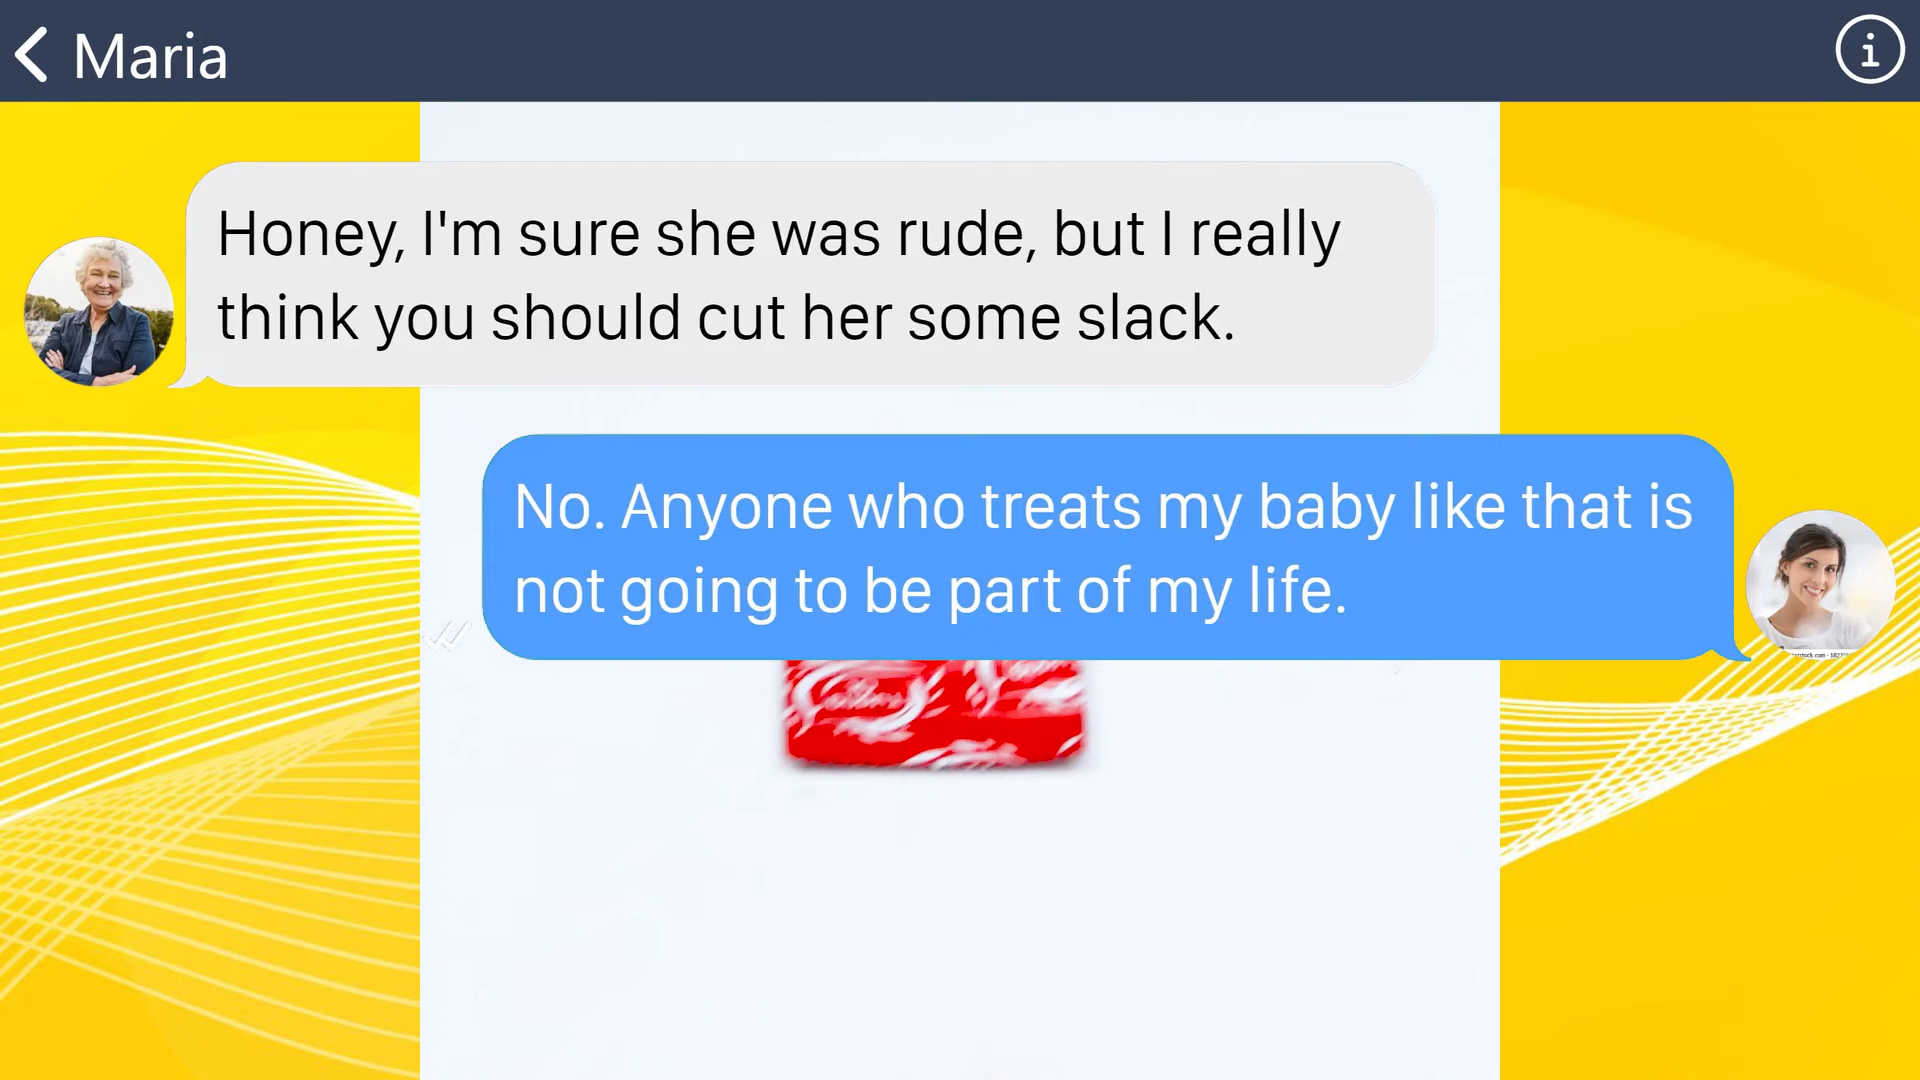 Maria
Honey, I'm sure she was rude, but I really
think you should cut her some slack.
No. Anyone who treats my baby like that is
not going to be part of my life.